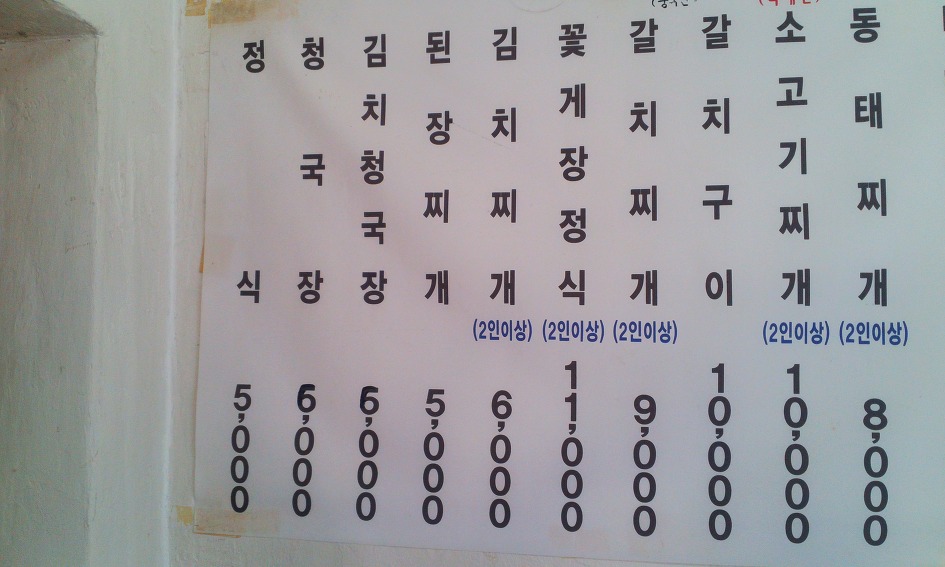 정식 5,000
청국장 6,000
김치청국장 6,000
된장찌개 5,000
김치찌개 (2인이상) 6,000
꽃게장정식 (2인이상) 11,000
갈치찌개 (2인이상) 9,000
갈치구이 10,000
소고기찌개 (2인이상) 10,000
동태찌개 (2인이상) 8,000